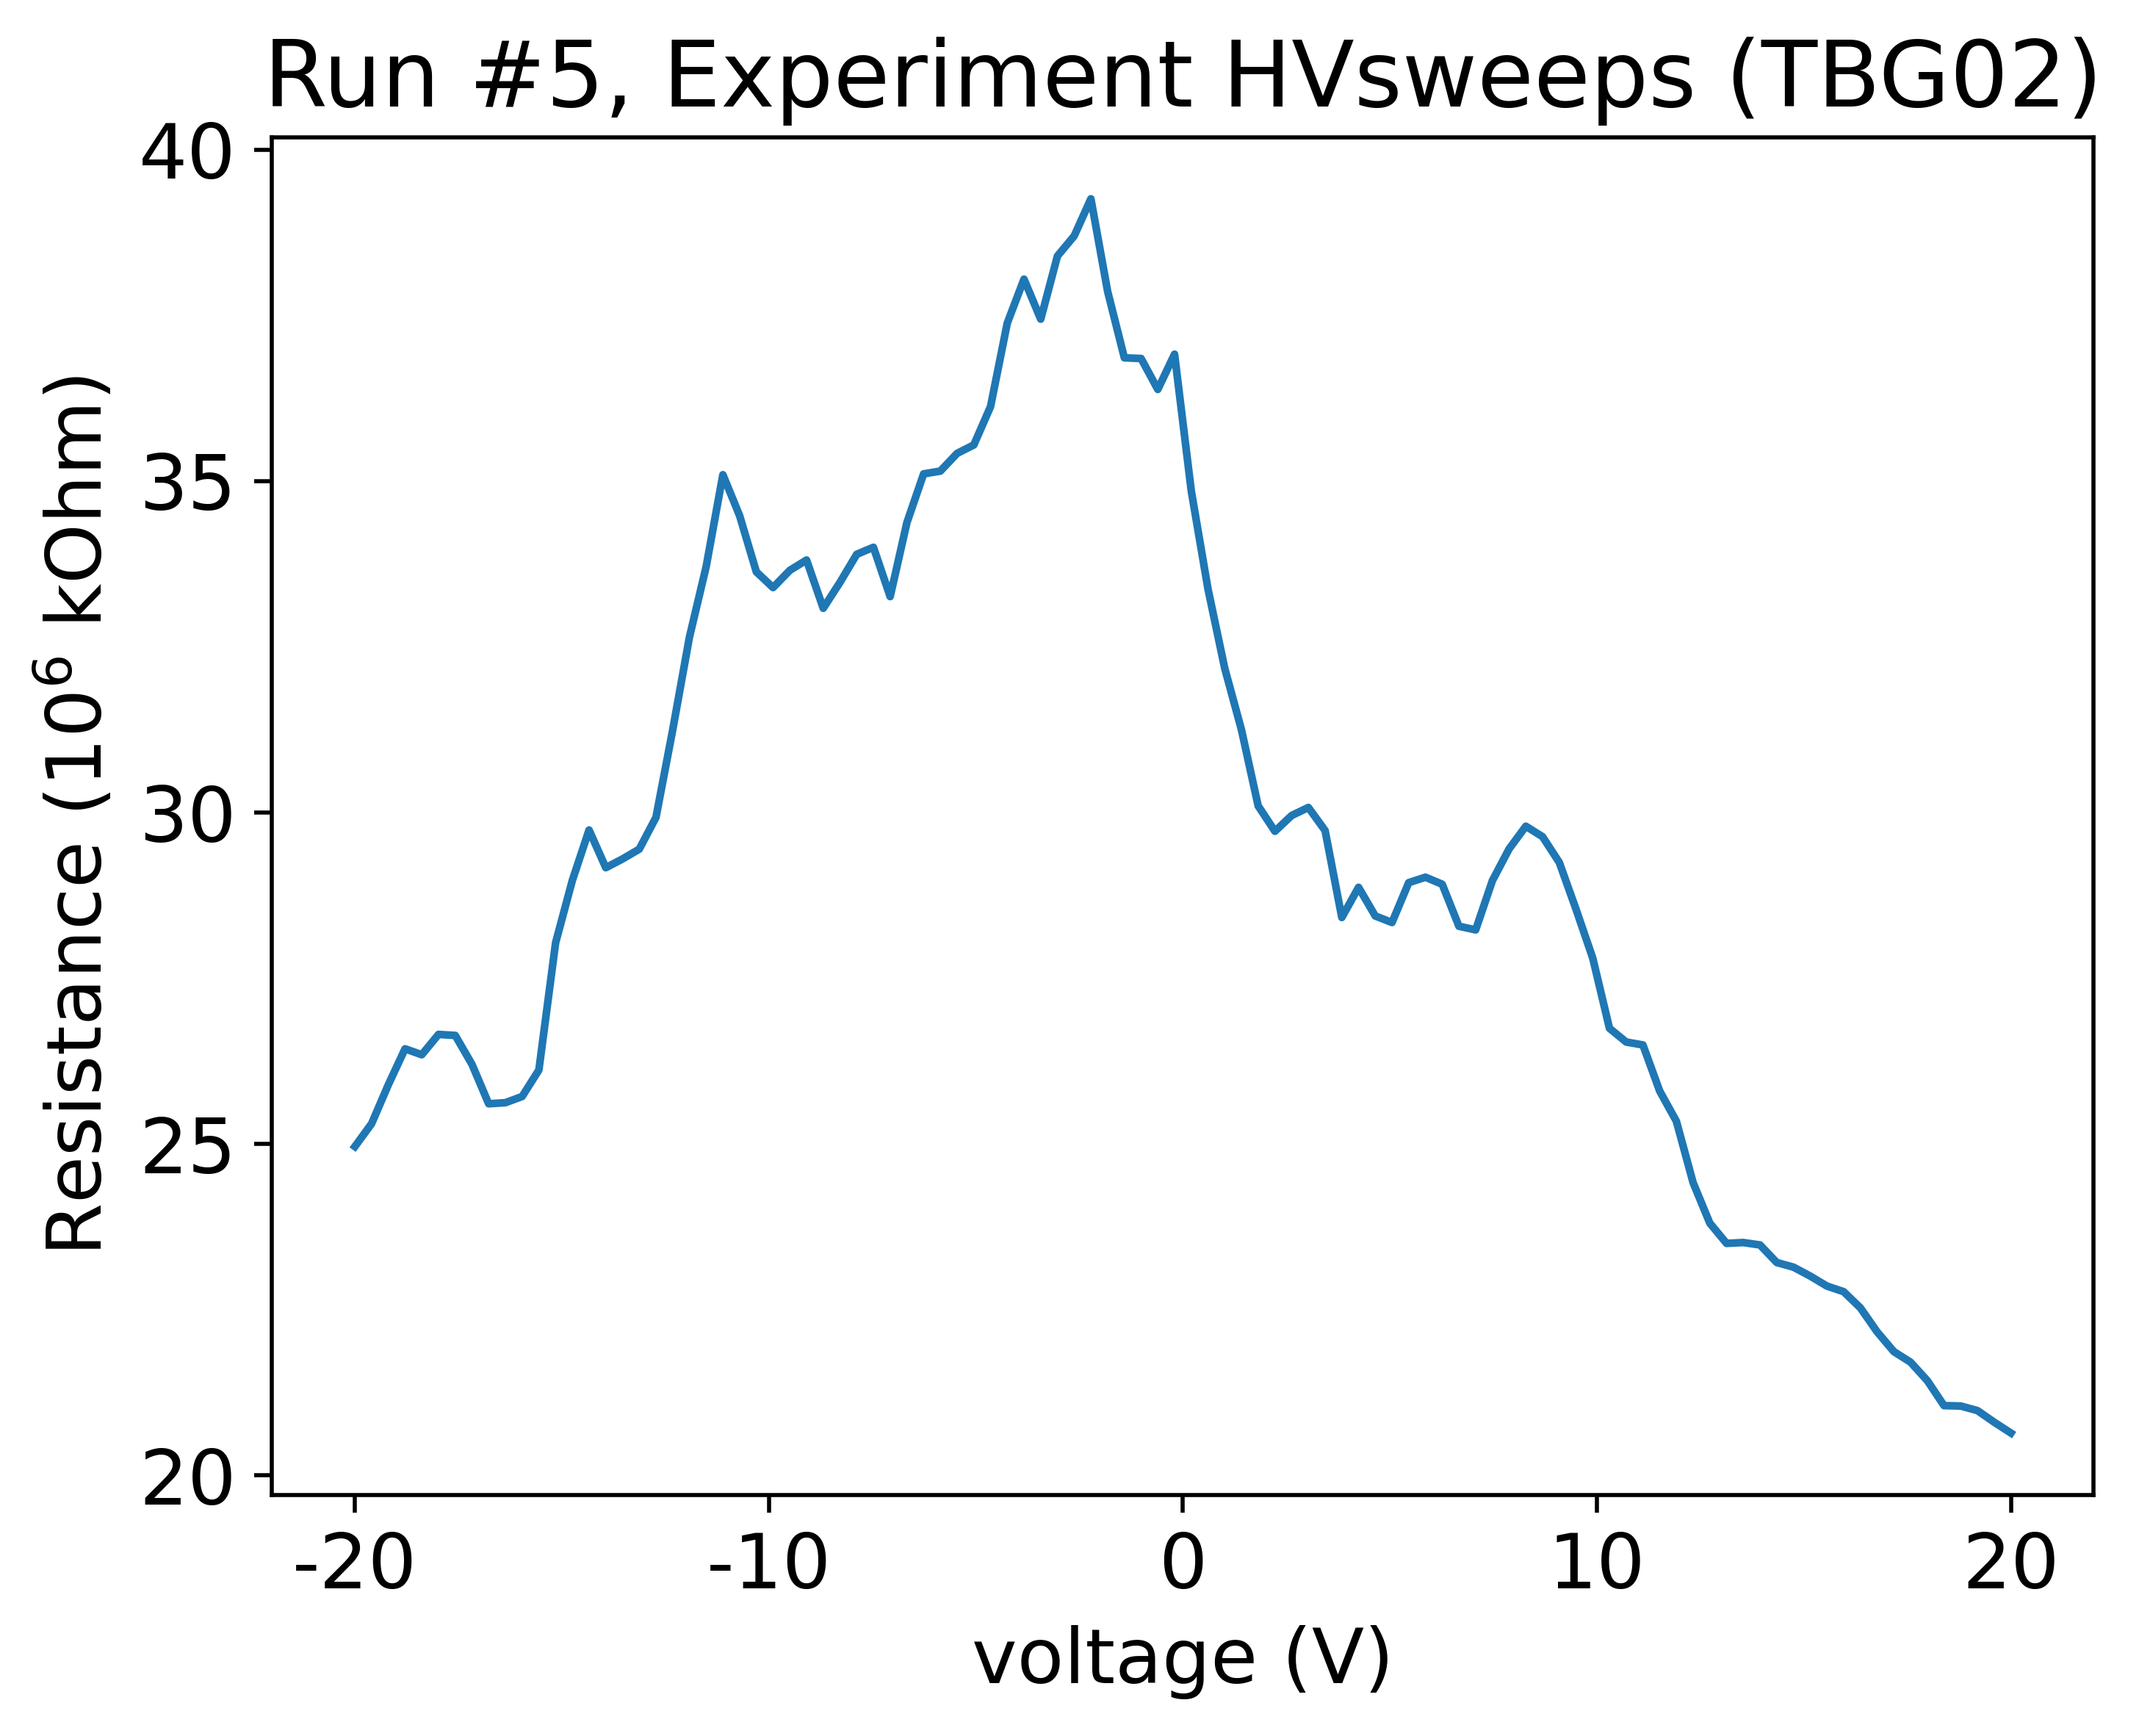 Run #5, Experiment HVsweeps (TBG02)
Resistance (10⁶ kOhm)
40
35
30
25
20
-20 -10 0 10 20
voltage (V)